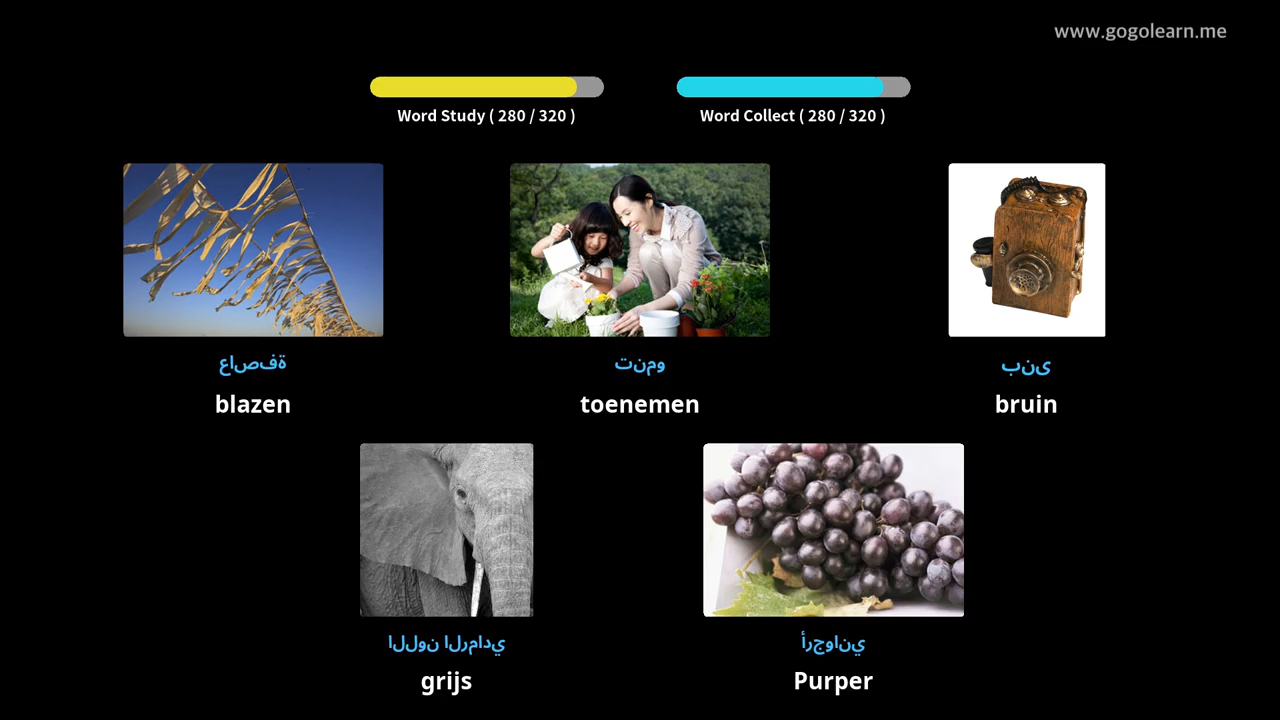 www.gogolearn.me
Word Study ( 280 / 320 )
Word Collect ( 280 / 320 )
عاصفة
تنمو
بنى
blazen
toenemen
bruin
اللون الرمادي
أرجواني
grijs
Purper